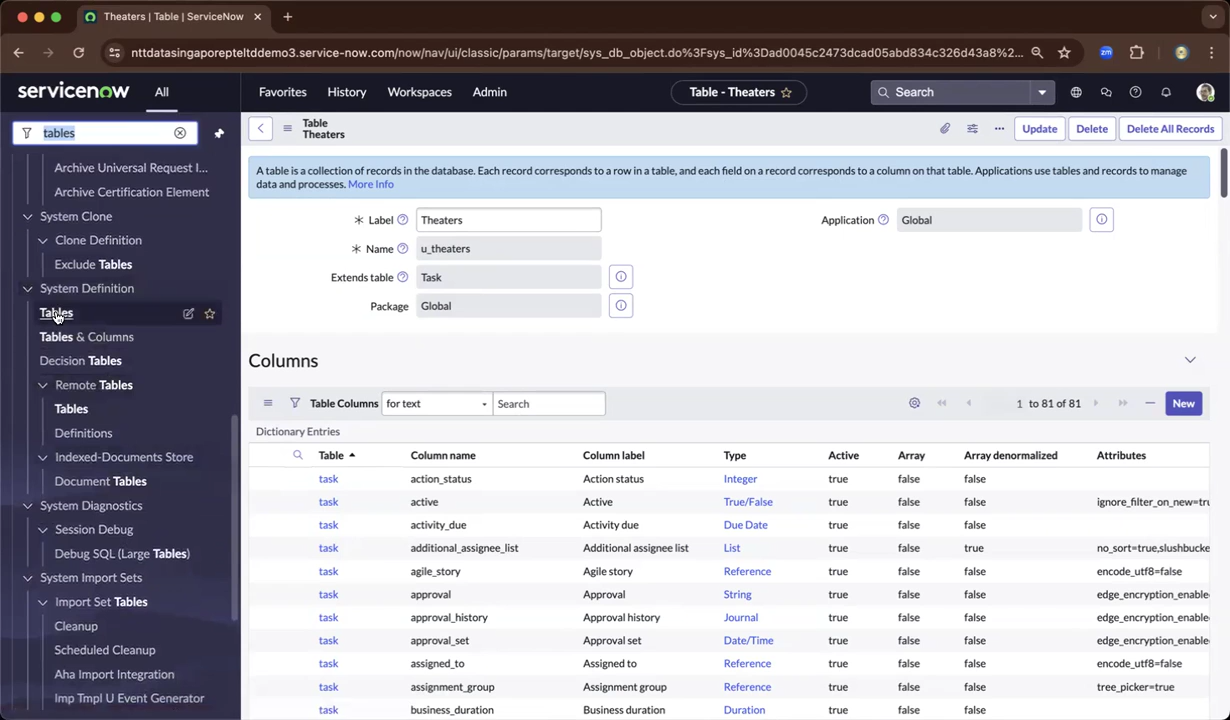 Theaters | Table | ServiceNow
nttdatasingaporepteltddemo3.service-now.com/now/nav/ui/classic/params/target/sys_db_object.do%3Fsys_id%3Dad0045c2473dcad05abd834c326d43a8%2...
servicenow
All
Favorites
History
Workspaces
Admin
Table - Theaters
Search
tables
Archive Universal Request I...
Archive Certification Element
System Clone
Clone Definition
Exclude Tables
System Definition
Tables
Tables & Columns
Decision Tables
Remote Tables
Tables
Definitions
Indexed-Documents Store
Document Tables
System Diagnostics
Session Debug
Debug SQL (Large Tables)
System Import Sets
Import Set Tables
Cleanup
Scheduled Cleanup
Aha Import Integration
Imp Tmpl U Event Generator
Table
Theaters
Update
Delete
Delete All Records
A table is a collection of records in the database. Each record corresponds to a row in a table, and each field on a record corresponds to a column on that table. Applications use tables and records to manage
data and processes. More Info
Label Theaters
Application Global
Name u_theaters
Extends table Task
Package Global
Columns
Table Columns for text Search 1 to 81 of 81 New
Dictionary Entries
Table Column name Column label Type Active Array Array denormalized Attributes
task action_status Action status Integer true false false
task active Active True/False true false false ignore_filter_on_new=tru
task activity_due Activity due Due Date true false false
task additional_assignee_list Additional assignee list List true false true no_sort=true,slushbucke
task agile_story Agile story Reference true false false encode_utf8=false
task approval Approval String true false false edge_encryption_enable
task approval_history Approval history Journal true false false edge_encryption_enable
task approval_set Approval set Date/Time true false false edge_encryption_enable
task assigned_to Assigned to Reference true false false encode_utf8=false
task assignment_group Assignment group Reference true false false tree_picker=true
task business_duration Business duration Duration true false false